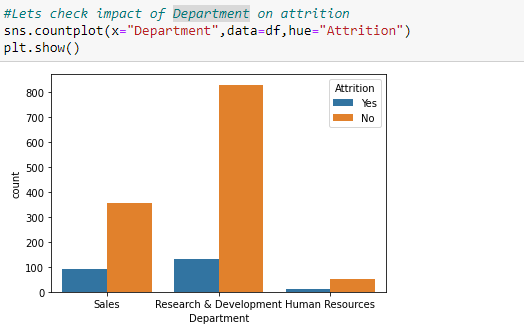 #Lets check impact of Department on attrition
sns.countplot(x="Department",data=df,hue="Attrition")
plt.show()
Attrition
Yes
No
800
700
600
500
400
300
200
100
0
count
Sales
Research & Development
Human Resources
Department